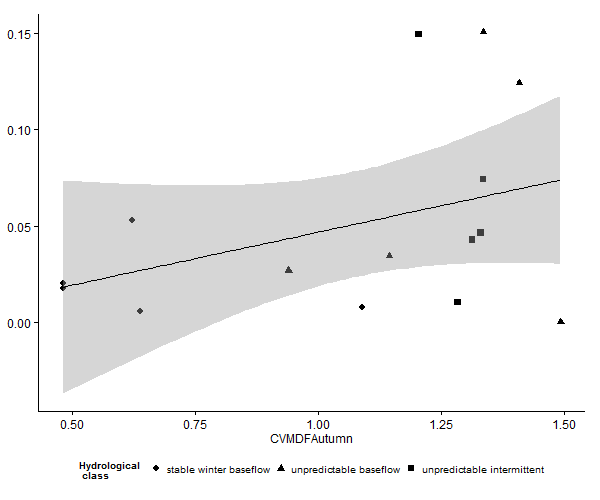 0.15
0.10
0.05
0.00
0.50 0.75 1.00 1.25 1.50
CVMDFAutumn
Hydrological
class
stable winter baseflow unpredictable baseflow unpredictable intermittent